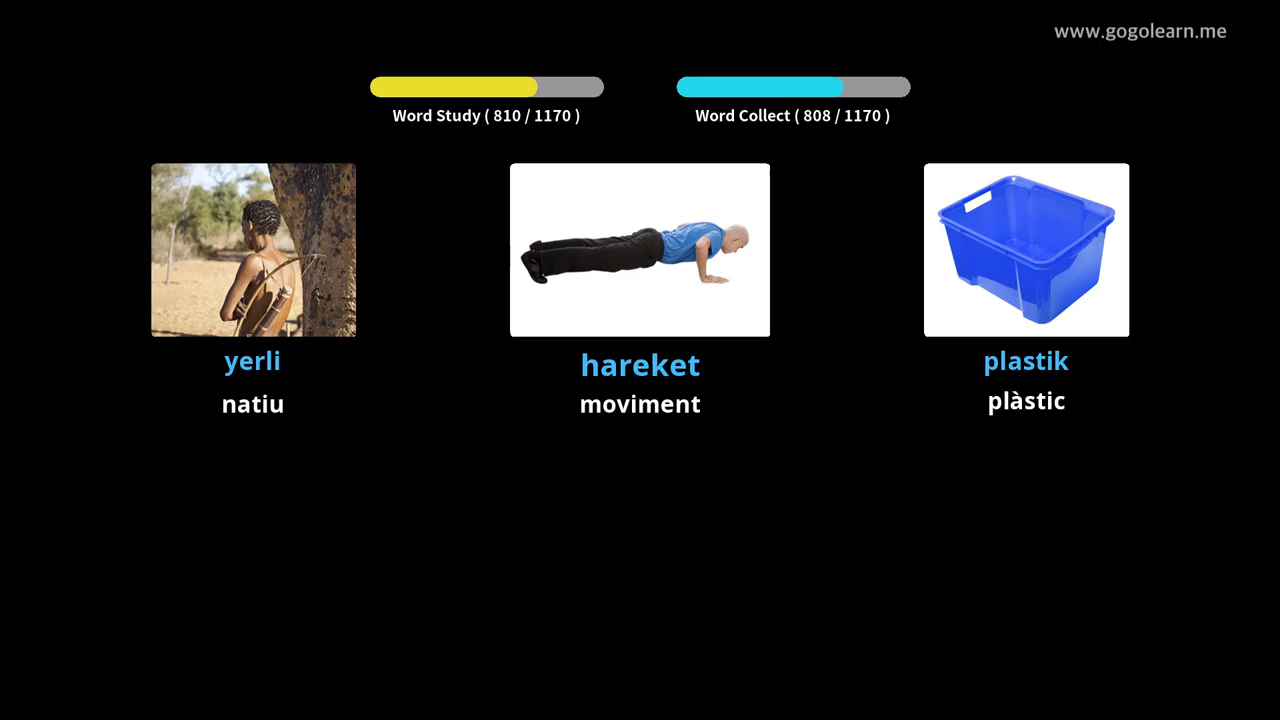 www.gogolearn.me
Word Study ( 810 / 1170 )
Word Collect ( 808 / 1170 )
yerli
natiu
hareket
moviment
plastik
plàstic